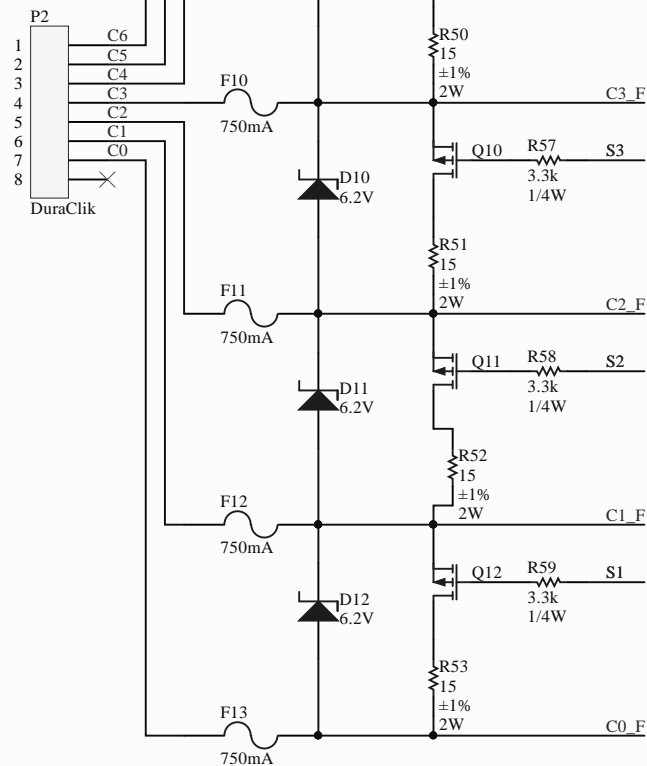 P2
1
2
3
4
5
6
7
8
DuraClik
C6
C5
C4
C3
C2
C1
C0
F10
750mA
R50
15
±1%
2W
C3_F
D10
6.2V
Q10
R57
3.3k
1/4W
S3
R51
15
±1%
2W
F11
750mA
C2_F
D11
6.2V
Q11
R58
3.3k
1/4W
S2
R52
15
±1%
2W
F12
750mA
C1_F
D12
6.2V
Q12
R59
3.3k
1/4W
S1
R53
15
±1%
2W
F13
750mA
C0_F